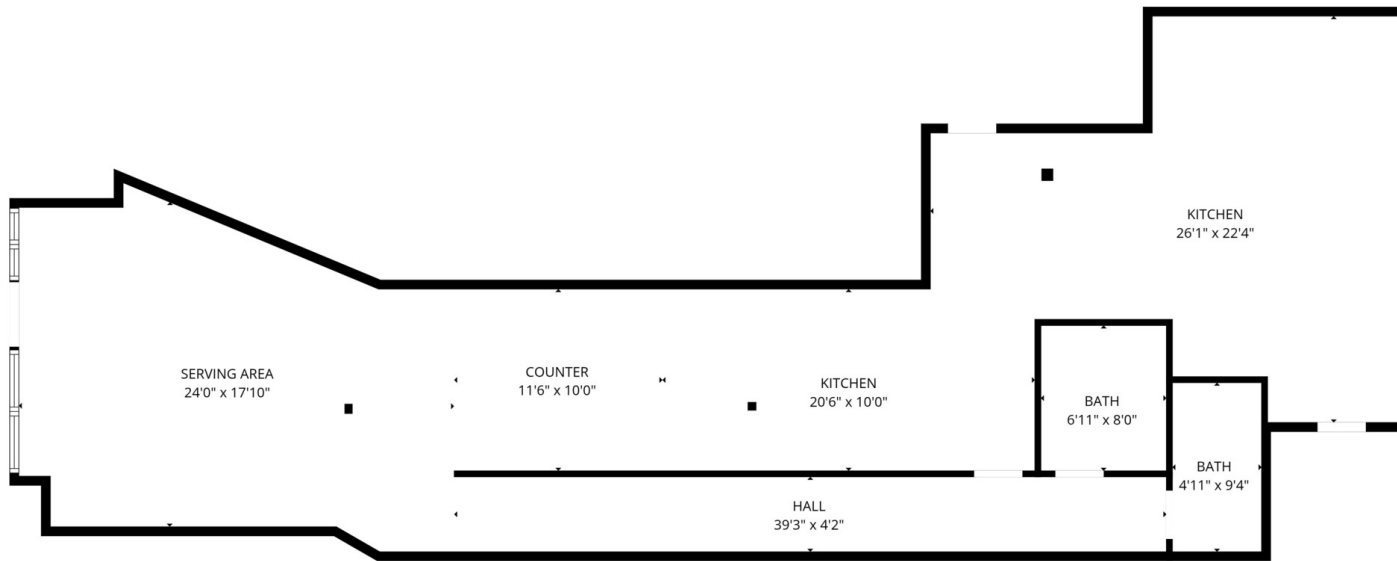 KITCHEN
26'1" x 22'4"
SERVING AREA
24'0" x 17'10"
COUNTER
11'6" x 10'0"
KITCHEN
20'6" x 10'0"
BATH
6'11" x 8'0"
BATH
4'11" x 9'4"
HALL
39'3" x 4'2"